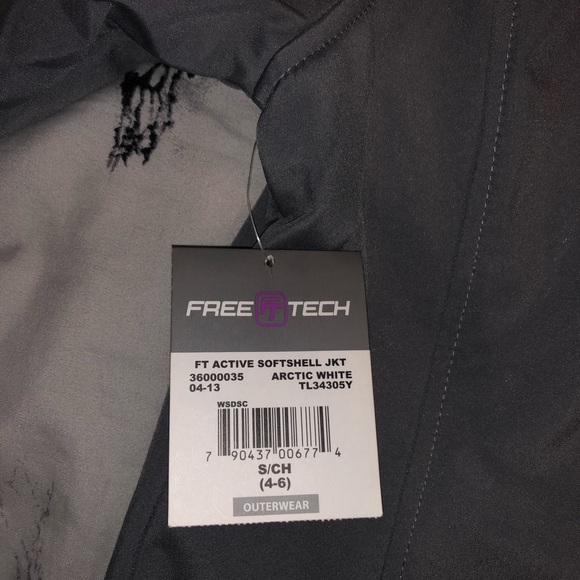 FREE FT TECH
FT ACTIVE SOFTSHELL JKT
36000035 ARCTIC WHITE
04-13 TL34305Y
WSDSC
7 90437 00677 4
S/CH
(4-6)
OUTERWEAR